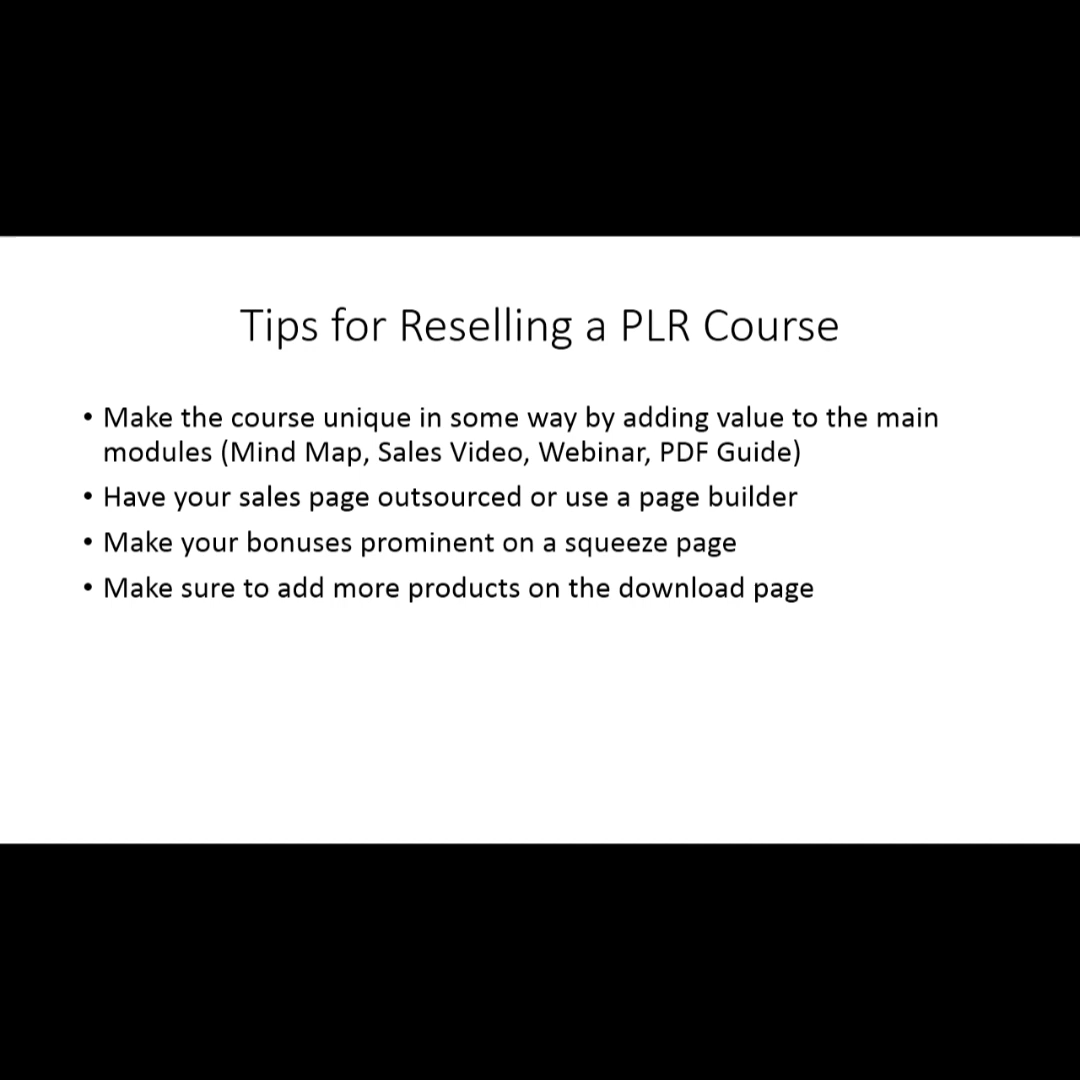 Tips for Reselling a PLR Course
• Make the course unique in some way by adding value to the main
modules (Mind Map, Sales Video, Webinar, PDF Guide)
• Have your sales page outsourced or use a page builder
• Make your bonuses prominent on a squeeze page
• Make sure to add more products on the download page